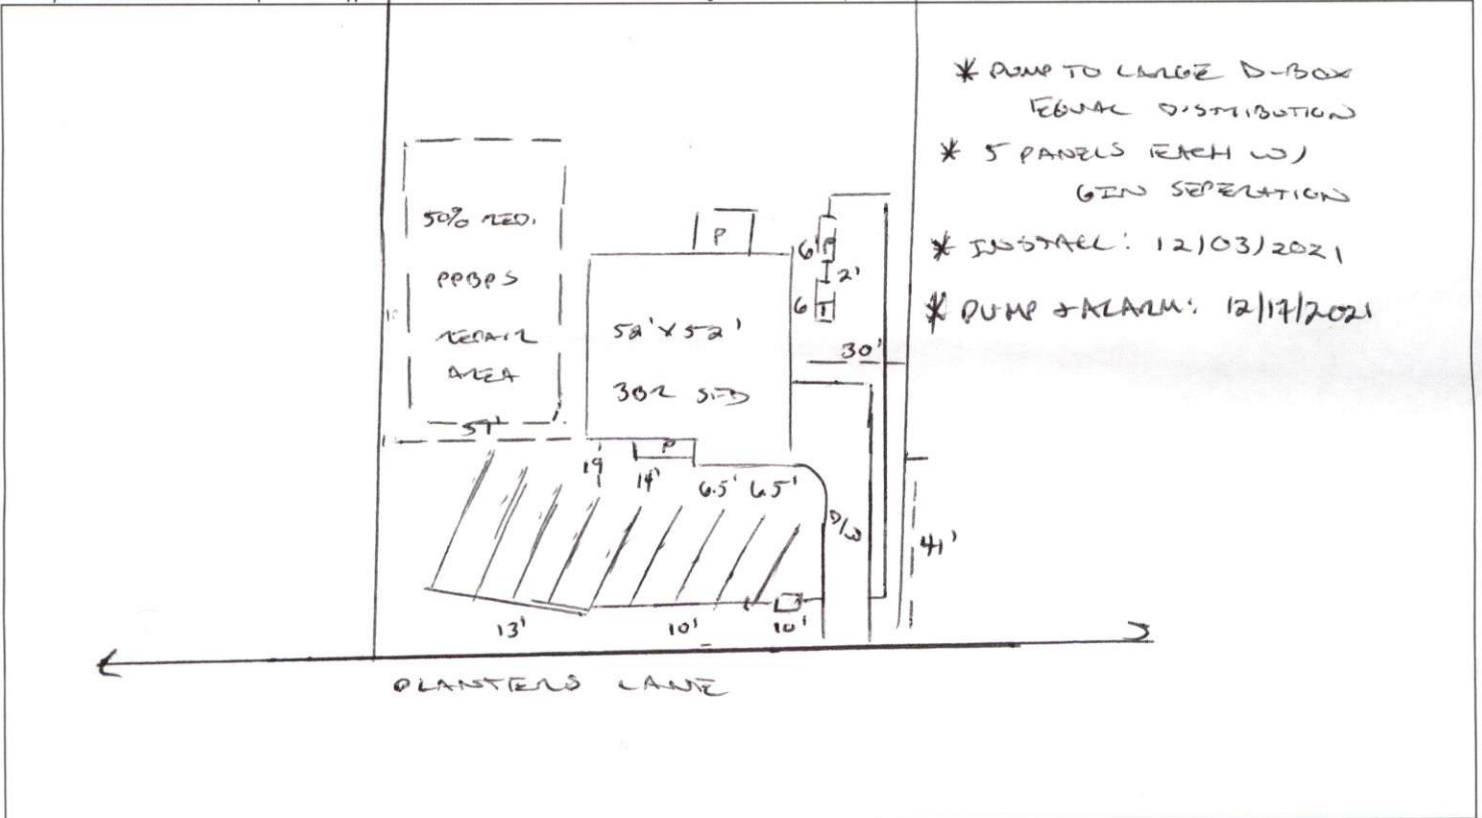 * PUMP TO LARGE D-BOX
EQUAL DISTRIBUTION
* 5 PANELS EACH W/
6IN SEPERATION
* INSTALL: 12/03/2021
* PUMP + ALARM: 12/17/2021
50% RED.
PPBPS
REPAIR
AREA
57'
P
52' X 52'
3BR SFD
P
6'
P
2'
6
T
30'
19
14'
6.5'
6.5'
D/W
41'
13'
10'
10'
PLANTERS LANE